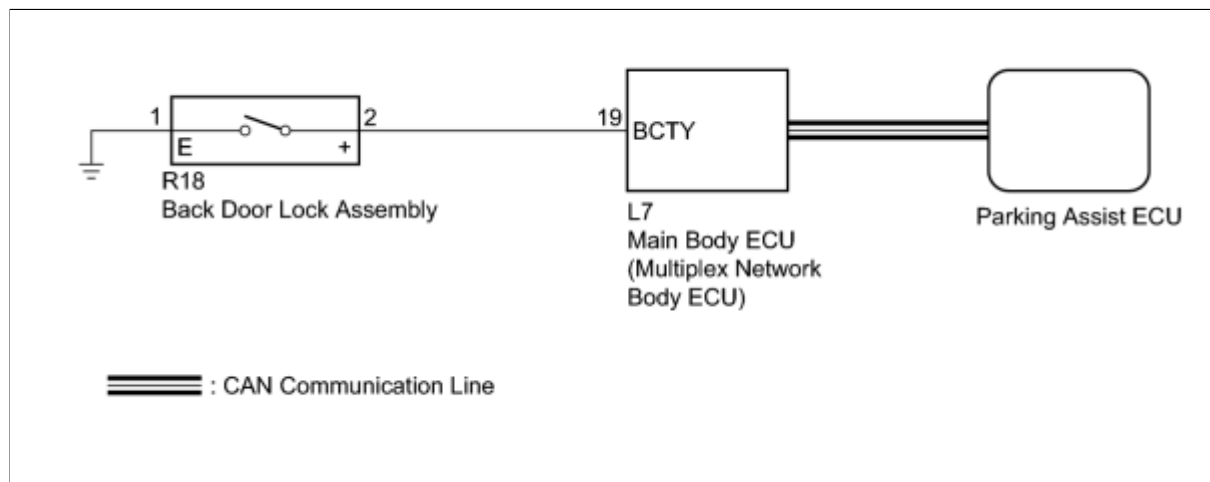 1
2
E
+
R18
Back Door Lock Assembly
19
BCTY
L7
Main Body ECU
(Multiplex Network
Body ECU)
Parking Assist ECU
: CAN Communication Line